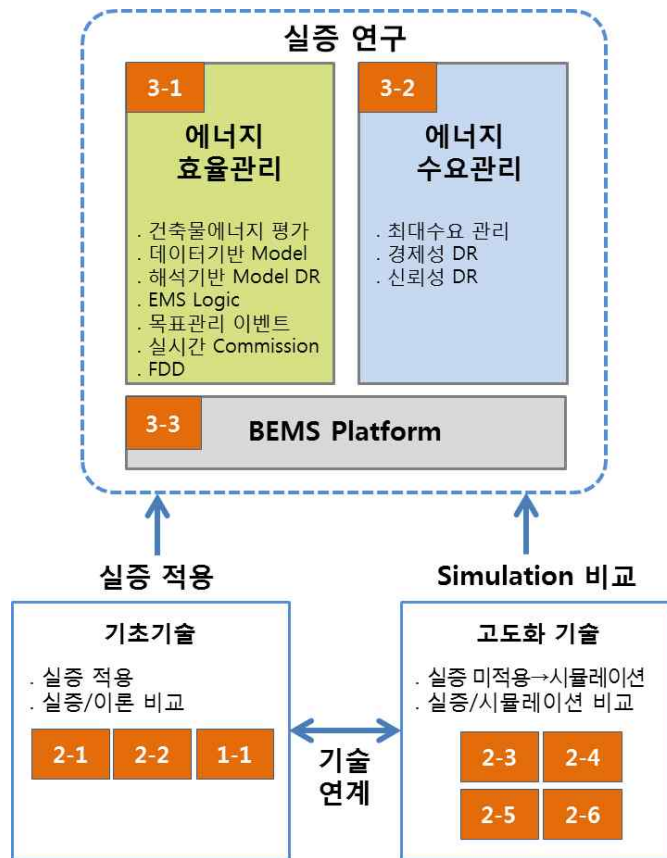 실증 연구
3-1
에너지
효율관리
. 건축물에너지 평가
. 데이터기반 Model
. 해석기반 Model DR
. EMS Logic
. 목표관리 이벤트
. 실시간 Commission
. FDD
3-2
에너지
수요관리
. 최대수요 관리
. 경제성 DR
. 신뢰성 DR
3-3
BEMS Platform
실증 적용
Simulation 비교
기초기술
. 실증 적용
. 실증/이론 비교
2-1 2-2 1-1
기술
연계
고도화 기술
. 실증 미적용→시뮬레이션
. 실증/시뮬레이션 비교
2-3 2-4
2-5 2-6